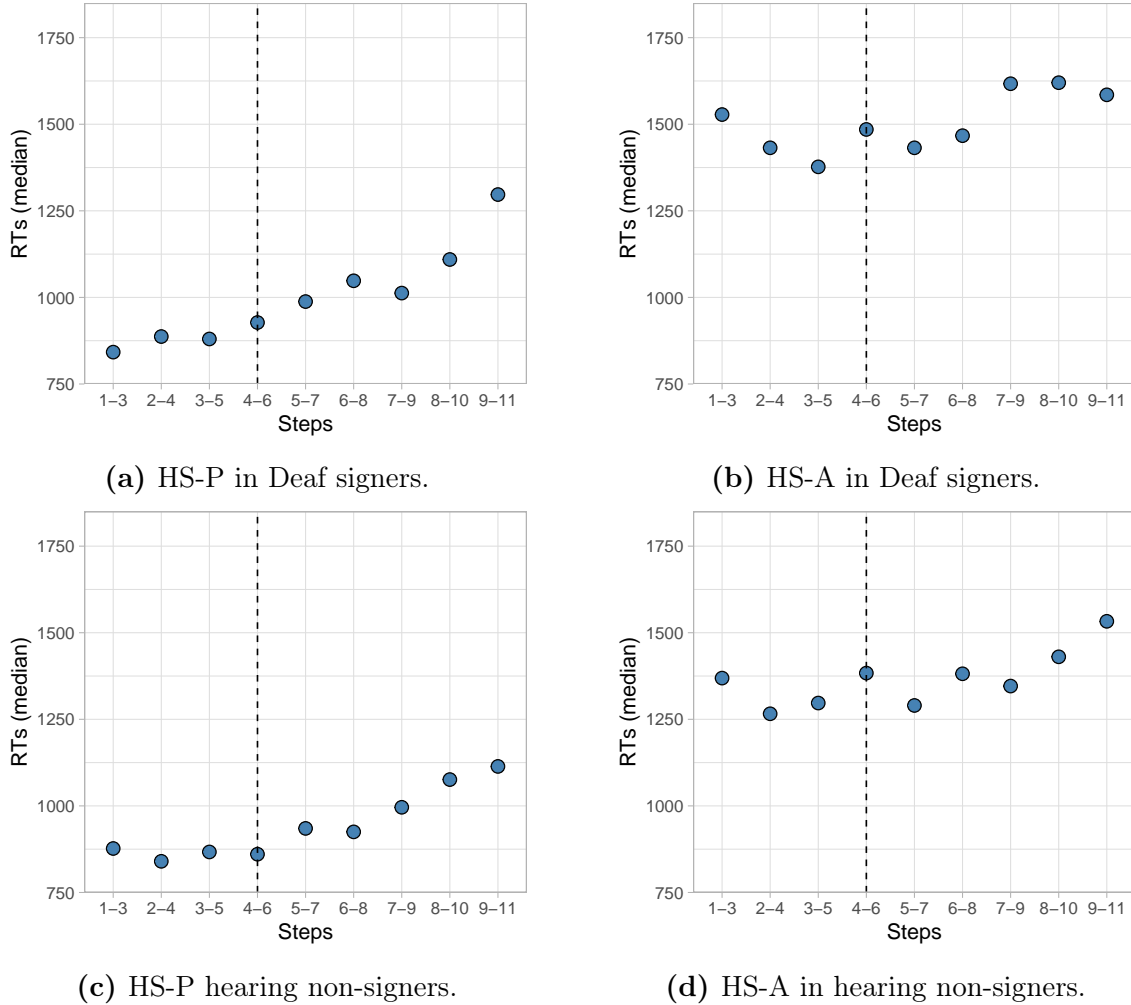 1750
1500
1250
1000
750
RTs (median)
1–3 2–4 3–5 4–6 5–7 6–8 7–9 8–10 9–11
Steps
(a) HS-P in Deaf signers.
1750
1500
1250
1000
750
RTs (median)
1–3 2–4 3–5 4–6 5–7 6–8 7–9 8–10 9–11
Steps
(b) HS-A in Deaf signers.
1750
1500
1250
1000
750
RTs (median)
1–3 2–4 3–5 4–6 5–7 6–8 7–9 8–10 9–11
Steps
(c) HS-P hearing non-signers.
1750
1500
1250
1000
750
RTs (median)
1–3 2–4 3–5 4–6 5–7 6–8 7–9 8–10 9–11
Steps
(d) HS-A in hearing non-signers.